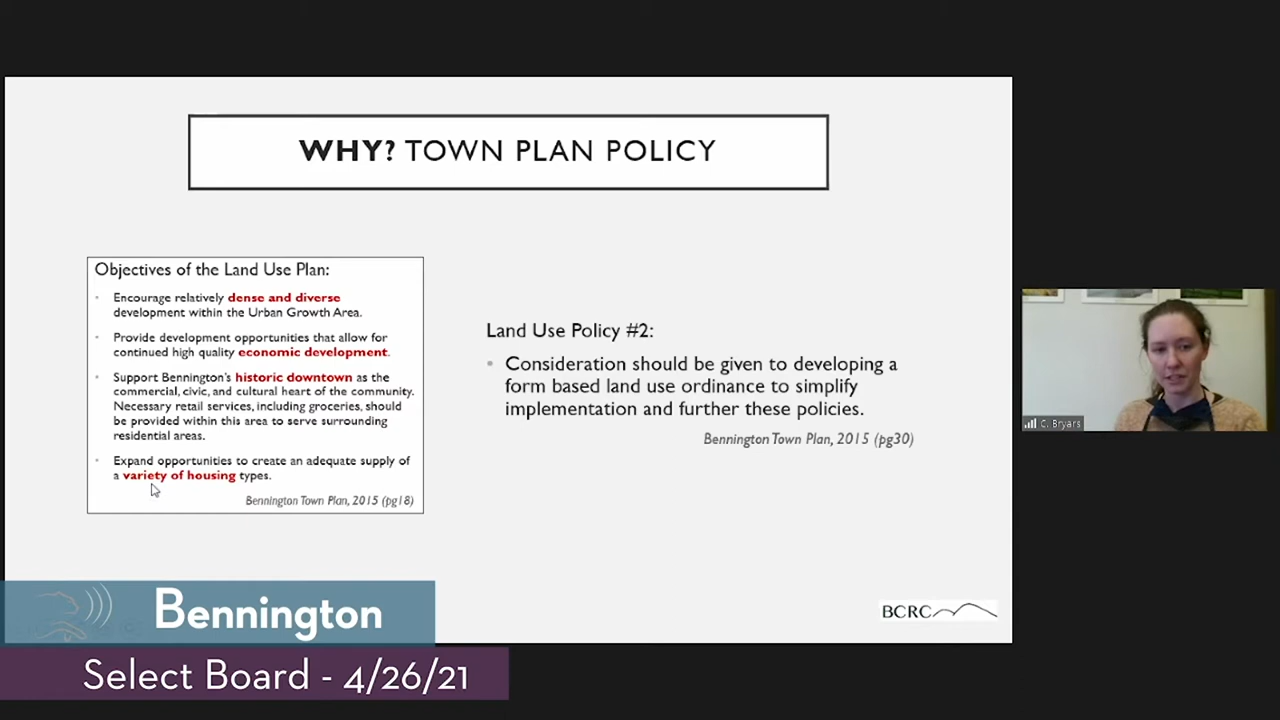 WHY? TOWN PLAN POLICY
Objectives of the Land Use Plan:
• Encourage relatively dense and diverse
development within the Urban Growth Area.
• Provide development opportunities that allow for
continued high quality economic development.
• Support Bennington's historic downtown as the
commercial, civic, and cultural heart of the community.
Necessary retail services, including groceries, should
be provided within this area to serve surrounding
residential areas.
• Expand opportunities to create an adequate supply of
a variety of housing types.
Bennington Town Plan, 2015 (pg18)
Land Use Policy #2:
• Consideration should be given to developing a
form based land use ordinance to simplify
implementation and further these policies.
Bennington Town Plan, 2015 (pg30)
C. Bryars
BCRC
Bennington
Select Board - 4/26/21